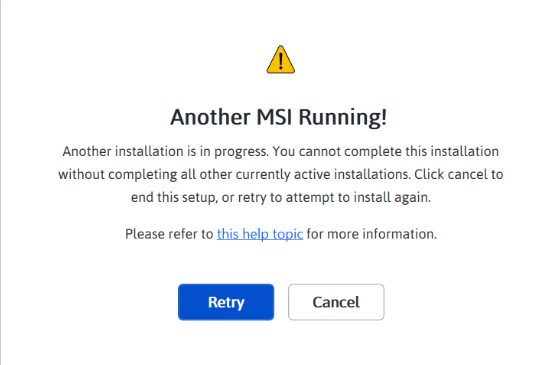 Another MSI Running!
Another installation is in progress. You cannot complete this installation
without completing all other currently active installations. Click cancel to
end this setup, or retry to attempt to install again.
Please refer to this help topic for more information.
Retry
Cancel